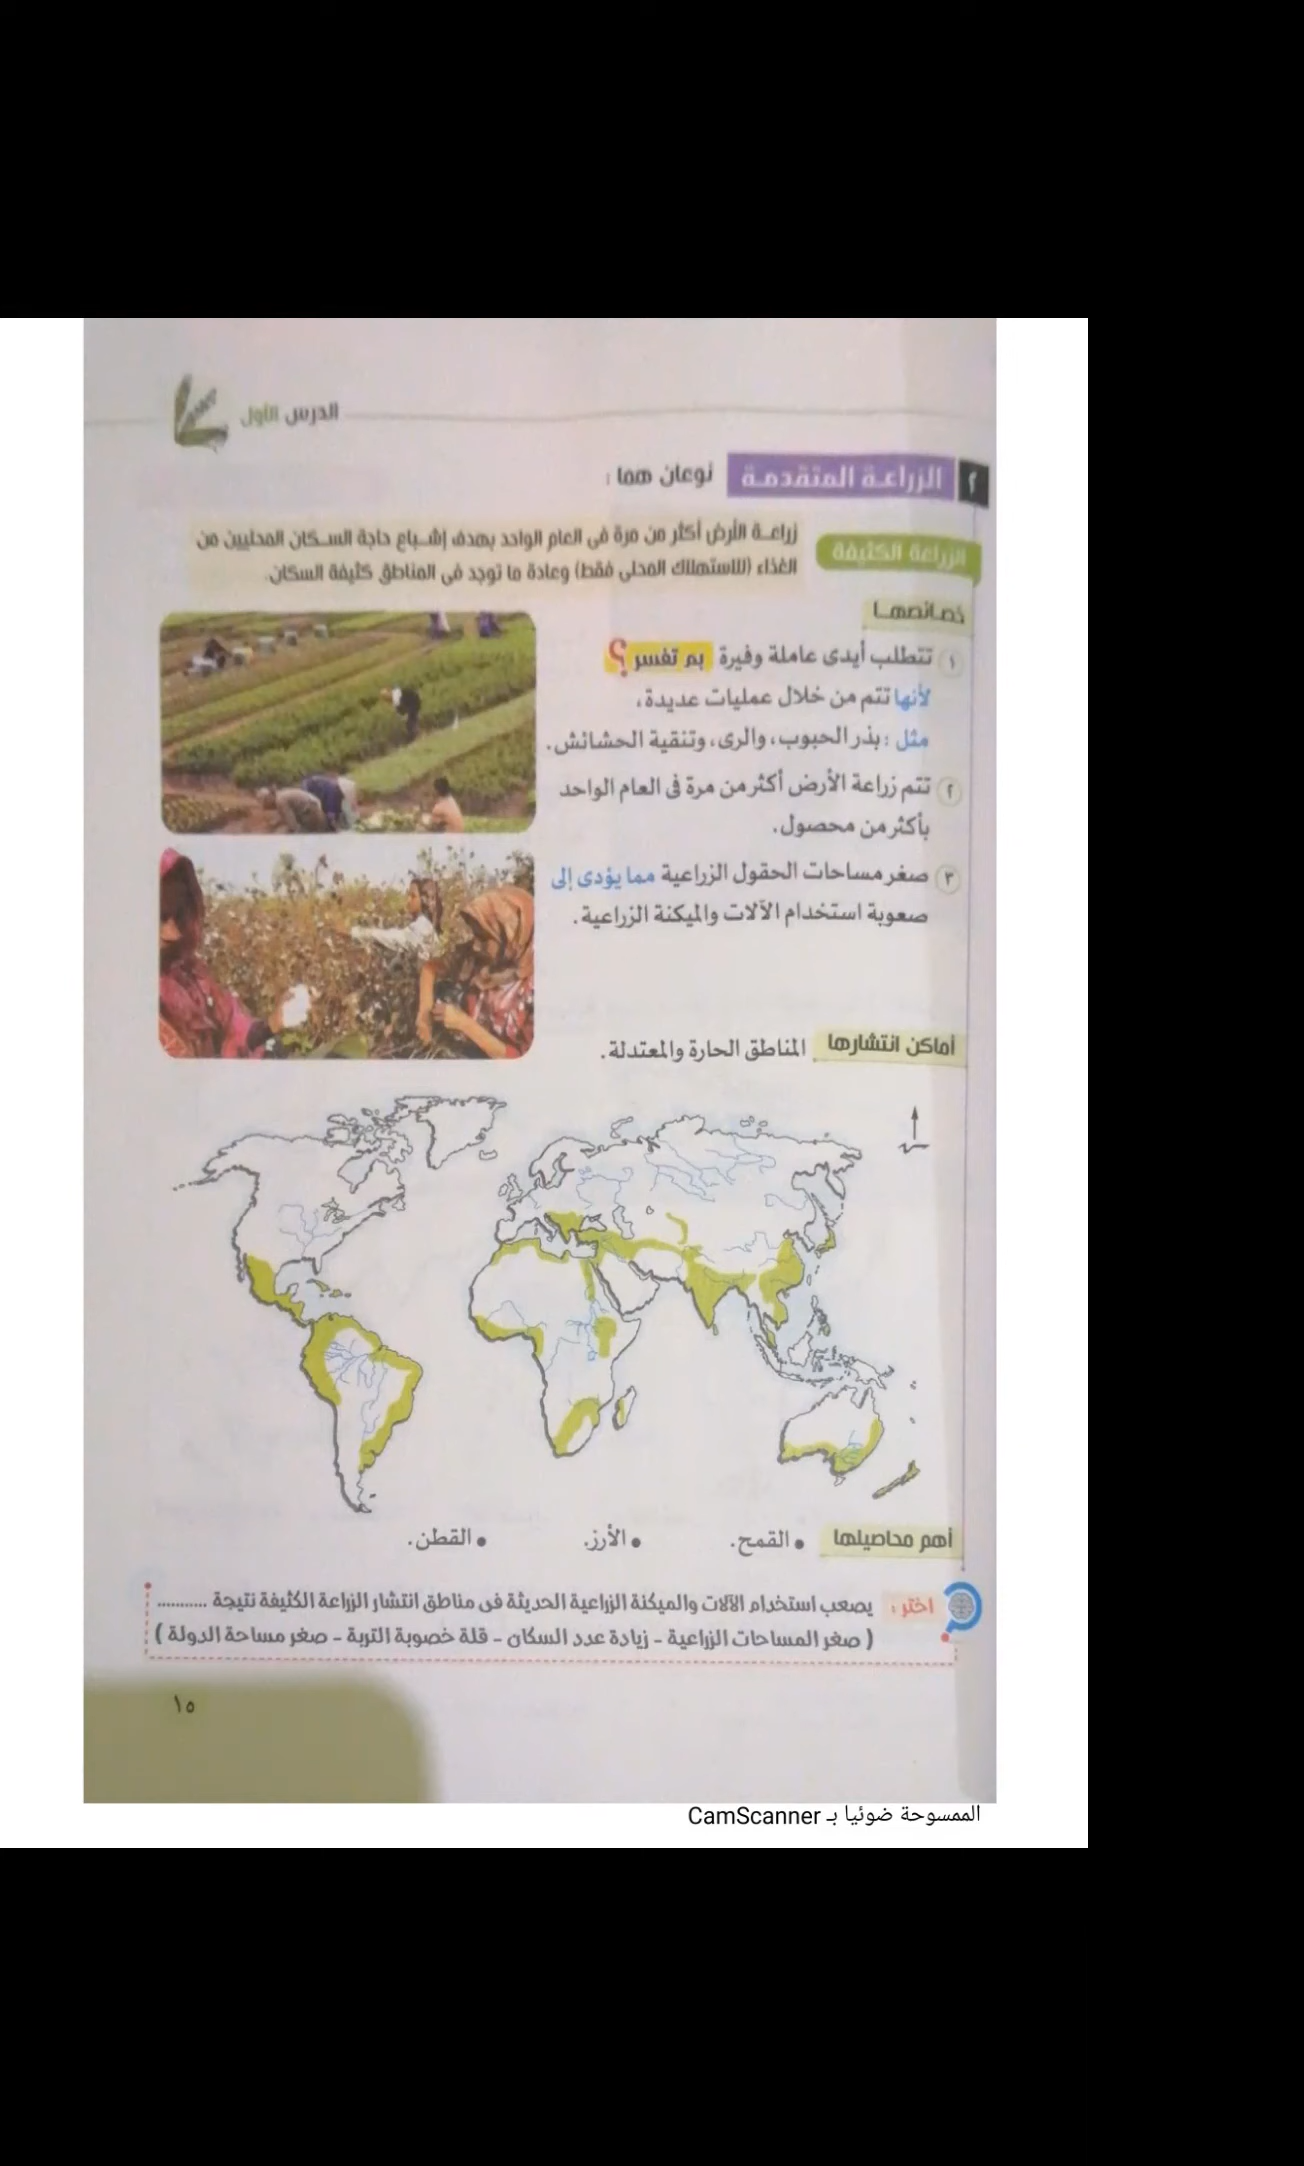 الدرس الأول
٢ الزراعة المتقدمة نوعان هما :
الزراعة الكثيفة
زراعة الأرض أكثر من مرة فى العام الواحد بهدف إشباع حاجة السكان المحليين من
الغذاء (للاستهلاك المحلى فقط) وعادة ما توجد فى المناطق كثيفة السكان.
خصائصها
١ تتطلب أيدى عاملة وفيرة بم تفسر ؟
لأنها تتم من خلال عمليات عديدة،
مثل : بذر الحبوب، والرى، وتنقية الحشائش.
٢ تتم زراعة الأرض أكثر من مرة فى العام الواحد
بأكثر من محصول.
٣ صغر مساحات الحقول الزراعية مما يؤدى إلى
صعوبة استخدام الآلات والميكنة الزراعية.
أماكن انتشارها المناطق الحارة والمعتدلة.
أهم محاصيلها • القمح. • الأرز. • القطن.
اختر : يصعب استخدام الآلات والميكنة الزراعية الحديثة فى مناطق انتشار الزراعة الكثيفة نتيجة ...........
( صغر المساحات الزراعية - زيادة عدد السكان - قلة خصوبة التربة - صغر مساحة الدولة )
١٥
الممسوحة ضوئيا بـ CamScanner